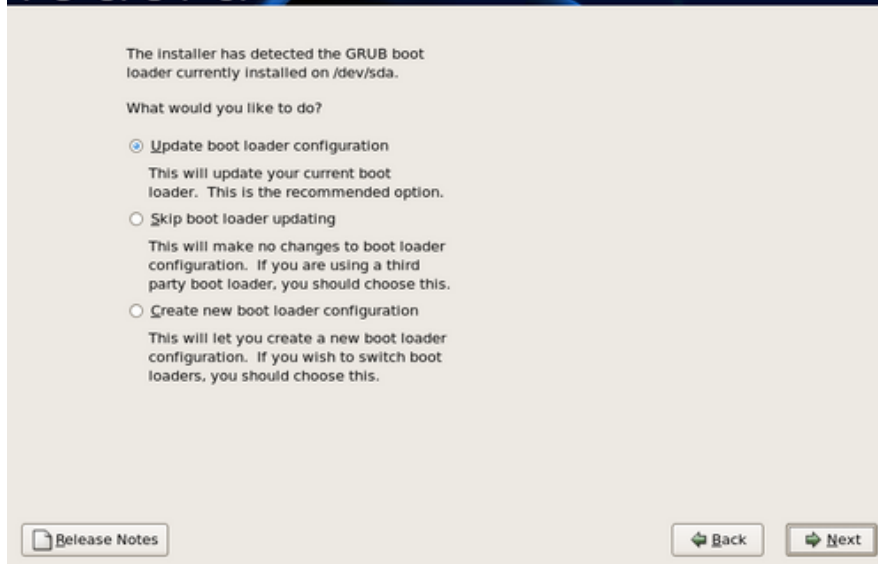 The installer has detected the GRUB boot
loader currently installed on /dev/sda.
What would you like to do?
Update boot loader configuration
This will update your current boot
loader. This is the recommended option.
Skip boot loader updating
This will make no changes to boot loader
configuration. If you are using a third
party boot loader, you should choose this.
Create new boot loader configuration
This will let you create a new boot loader
configuration. If you wish to switch boot
loaders, you should choose this.
Release Notes
Back
Next